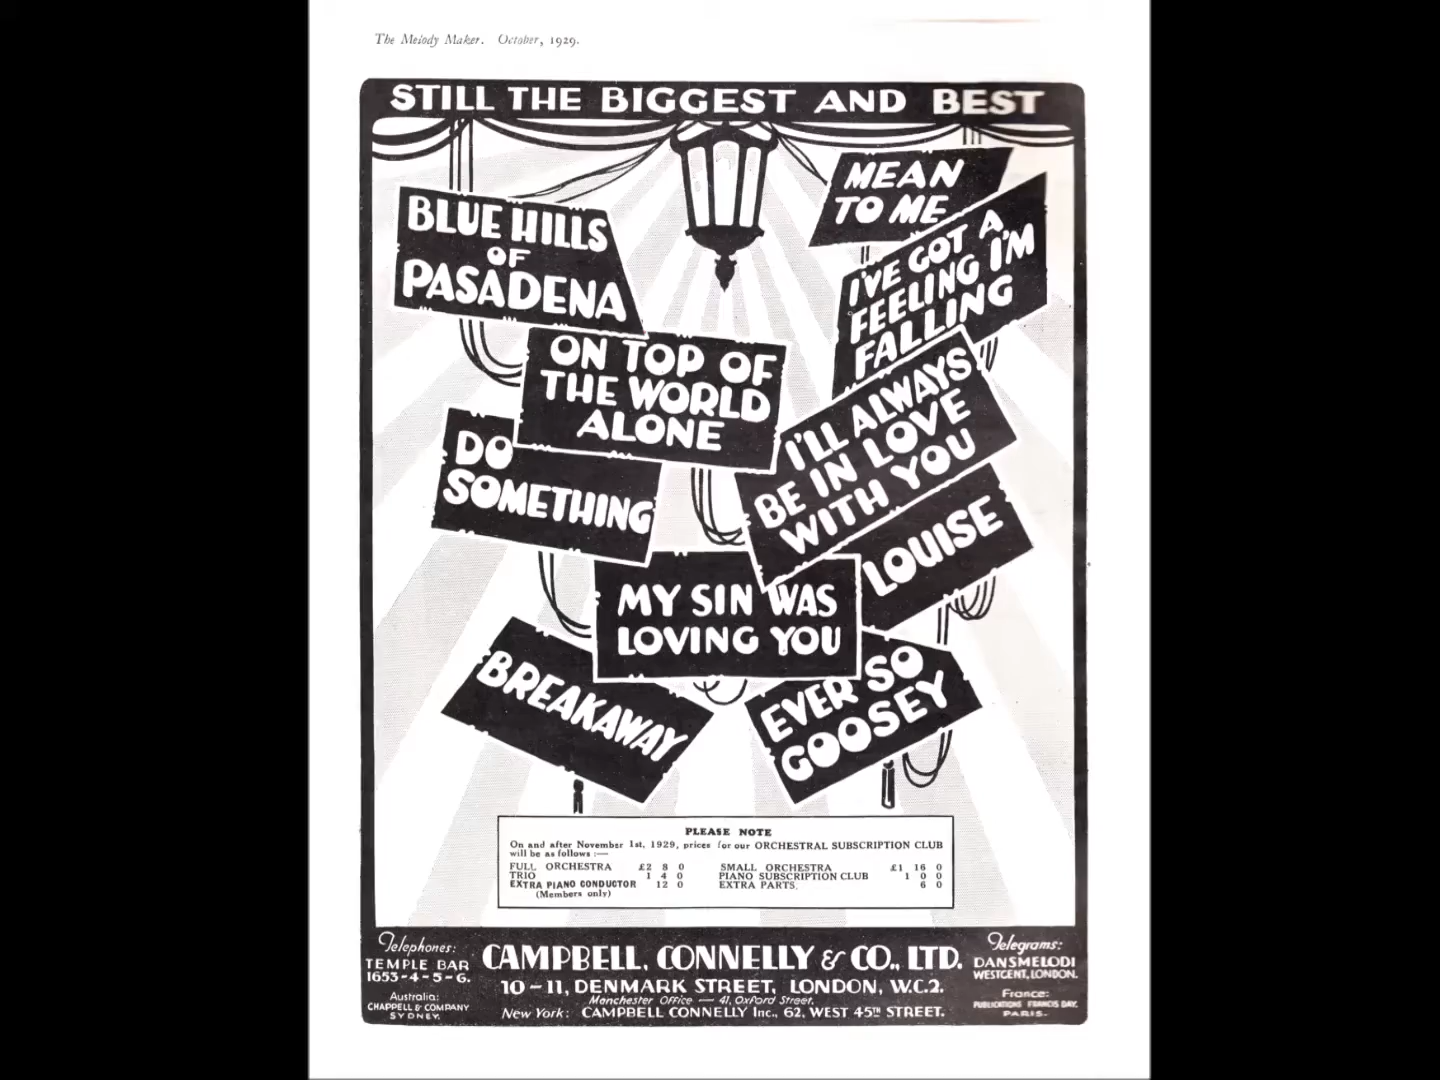 The Melody Maker. October, 1929.
STILL THE BIGGEST AND BEST
BLUE HILLS
OF
PASADENA
MEAN
TO ME
I'VE GOT A
FEELING I'M
FALLING
ON TOP OF
THE WORLD
ALONE
I'LL ALWAYS
BE IN LOVE
WITH YOU
DO
SOMETHING
LOUISE
MY SIN WAS
LOVING YOU
BREAKAWAY
EVER SO
GOOSEY
PLEASE NOTE
On and after November 1st, 1929, prices for our ORCHESTRAL SUBSCRIPTION CLUB
will be as follows :—
FULL ORCHESTRA £2 8 0 SMALL ORCHESTRA £1 16 0
TRIO 1 4 0 PIANO SUBSCRIPTION CLUB 1 0 0
EXTRA PIANO CONDUCTOR 12 0 EXTRA PARTS. 6 0
(Members only)
Telephones:
TEMPLE BAR
1653-4-5-6.
Australia:
CHAPPELL & COMPANY
SYDNEY.
CAMPBELL, CONNELLY & CO., LTD.
10-11, DENMARK STREET, LONDON, W.C.2.
Manchester Office — 41, Oxford Street.
New York: CAMPBELL CONNELLY Inc., 62, WEST 45TH STREET.
Telegrams:
DANSMELODI
WESTCENT, LONDON.
France:
PUBLICATIONS FRANCIS DAY,
PARIS.